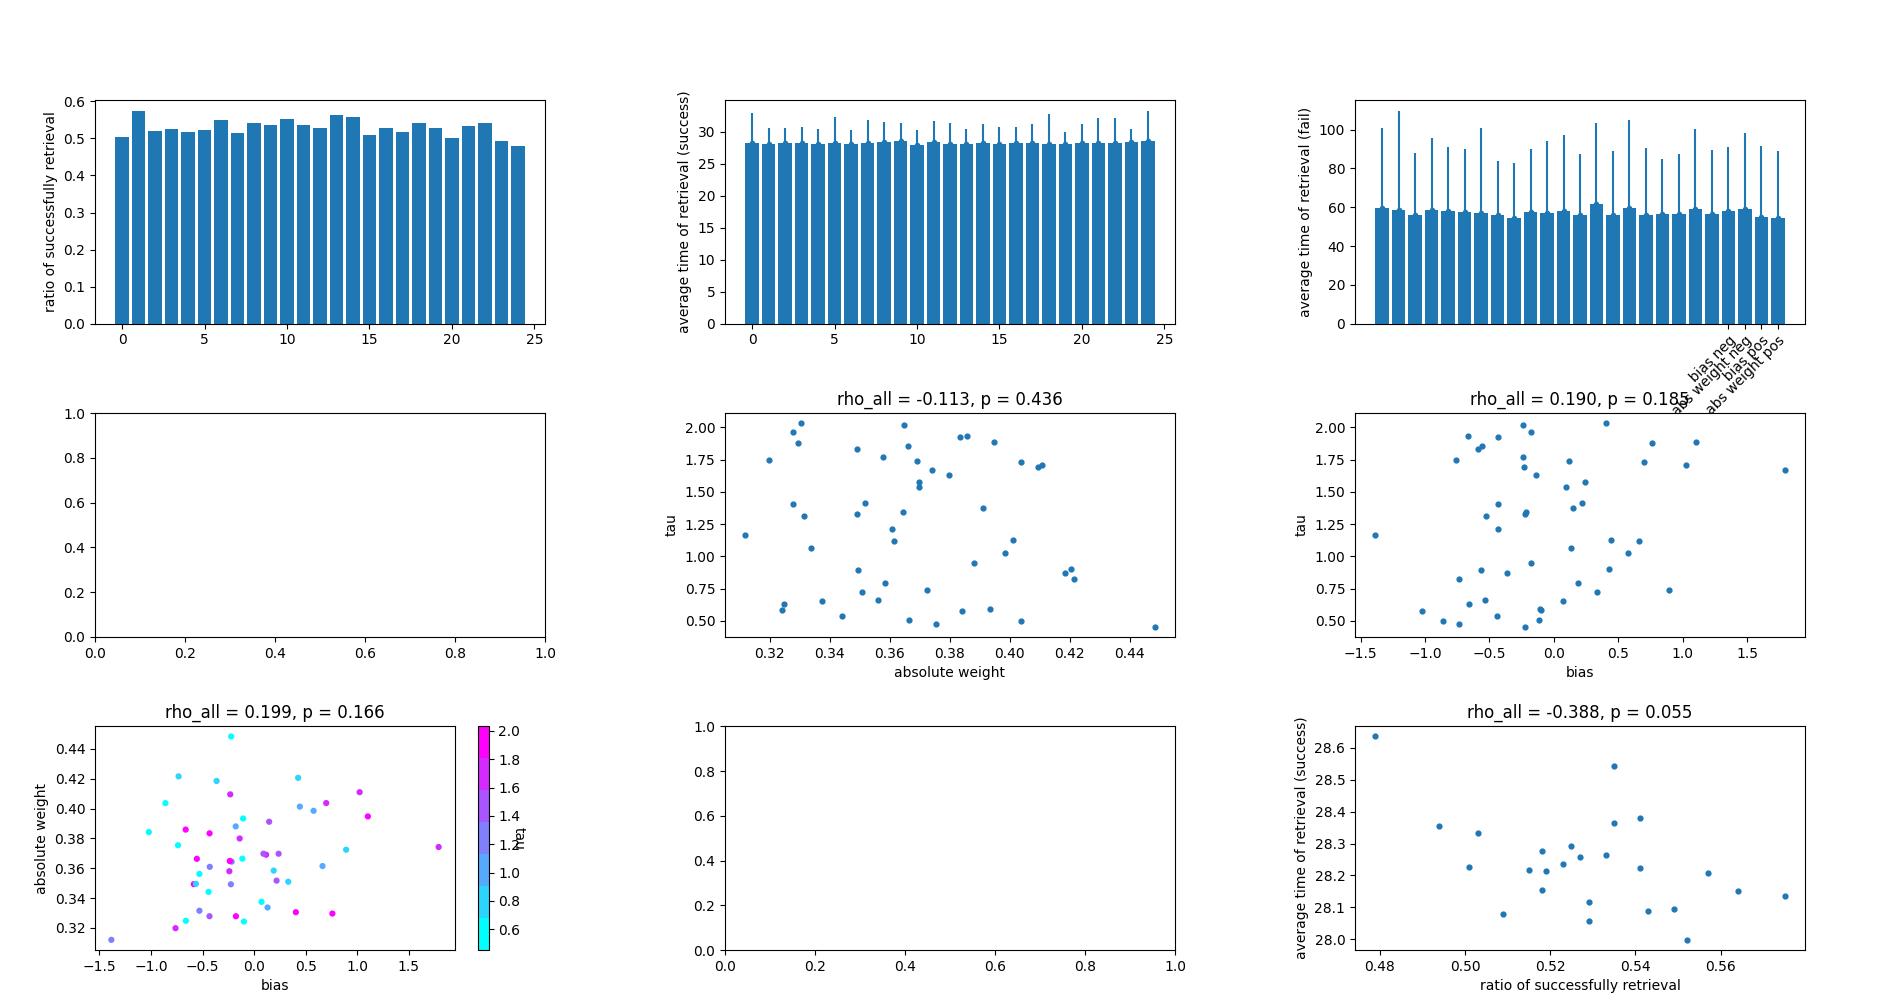 ratio of successfully retrieval
0.0
0.1
0.2
0.3
0.4
0.5
0.6
0 5 10 15 20 25
average time of retrieval (success)
0
5
10
15
20
25
30
0 5 10 15 20 25
average time of retrieval (fail)
0
20
40
60
80
100
bias neg
abs weight neg
bias pos
abs weight pos
1.0
0.8
0.6
0.4
0.2
0.0
0.0 0.2 0.4 0.6 0.8 1.0
rho_all = -0.113, p = 0.436
tau
2.00
1.75
1.50
1.25
1.00
0.75
0.50
0.32 0.34 0.36 0.38 0.40 0.42 0.44
absolute weight
rho_all = 0.190, p = 0.185
tau
2.00
1.75
1.50
1.25
1.00
0.75
0.50
−1.5 −1.0 −0.5 0.0 0.5 1.0 1.5
bias
rho_all = 0.199, p = 0.166
absolute weight
0.44
0.42
0.40
0.38
0.36
0.34
0.32
−1.5 −1.0 −0.5 0.0 0.5 1.0 1.5
bias
2.0
1.8
1.6
1.4
1.2
1.0
0.8
0.6
tau
1.0
0.8
0.6
0.4
0.2
0.0
0.0 0.2 0.4 0.6 0.8 1.0
rho_all = -0.388, p = 0.055
average time of retrieval (success)
28.6
28.5
28.4
28.3
28.2
28.1
28.0
0.48 0.50 0.52 0.54 0.56
ratio of successfully retrieval